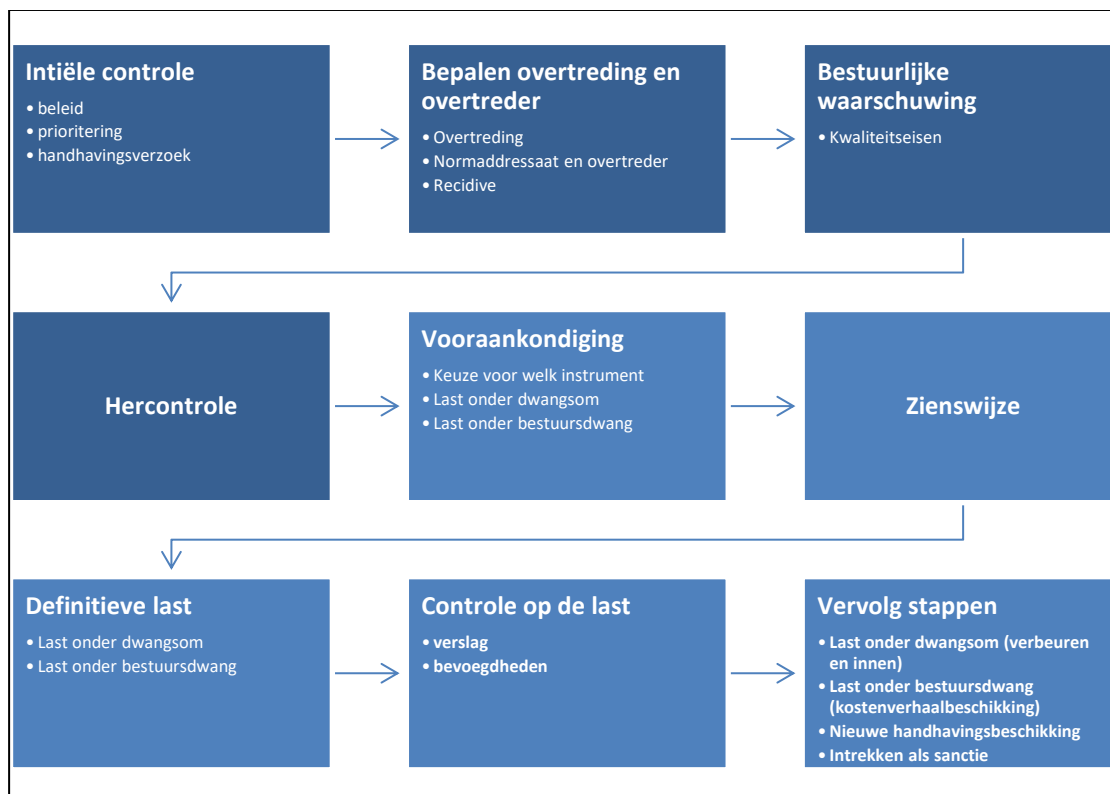 Intiële controle
• beleid
• prioritering
• handhavingsverzoek
Bepalen overtreding en
overtreder
• Overtreding
• Normaddressaat en overtreder
• Recidive
Bestuurlijke
waarschuwing
• Kwaliteitseisen
Hercontrole
Vooraankondiging
• Keuze voor welk instrument
• Last onder dwangsom
• Last onder bestuursdwang
Zienswijze
Definitieve last
• Last onder dwangsom
• Last onder bestuursdwang
Controle op de last
• verslag
• bevoegdheden
Vervolg stappen
• Last onder dwangsom (verbeuren
en innen)
• Last onder bestuursdwang
(kostenverhaalbeschikking)
• Nieuwe handhavingsbeschikking
• Intrekken als sanctie